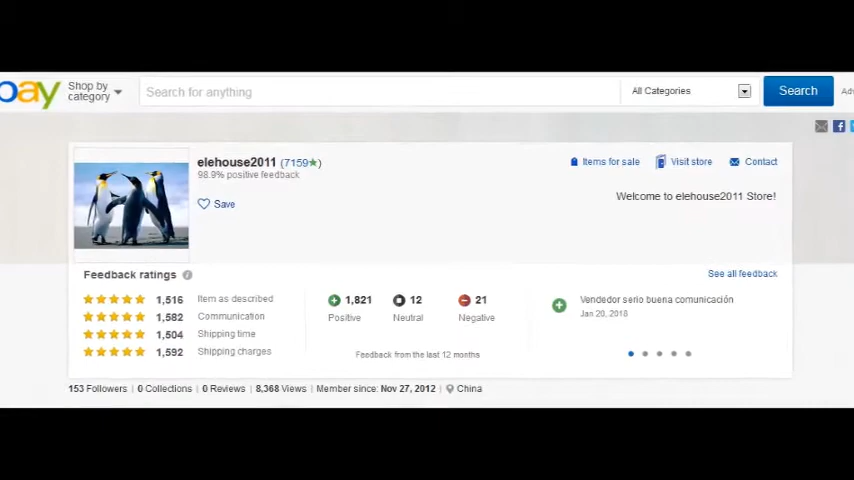 bay Shop by category Search for anything All Categories Search
elehouse2011 (7159)
98.9% positive feedback
Save
Items for sale Visit store Contact
Welcome to elehouse2011 Store!
Feedback ratings
See all feedback
1,516 Item as described
1,582 Communication
1,504 Shipping time
1,592 Shipping charges
1,821 12 21
Positive Neutral Negative
Feedback from the last 12 months
Vendedor serio buena comunicación
Jan 20, 2018
153 Followers | 0 Collections | 0 Reviews | 8,368 Views | Member since: Nov 27, 2012 | China